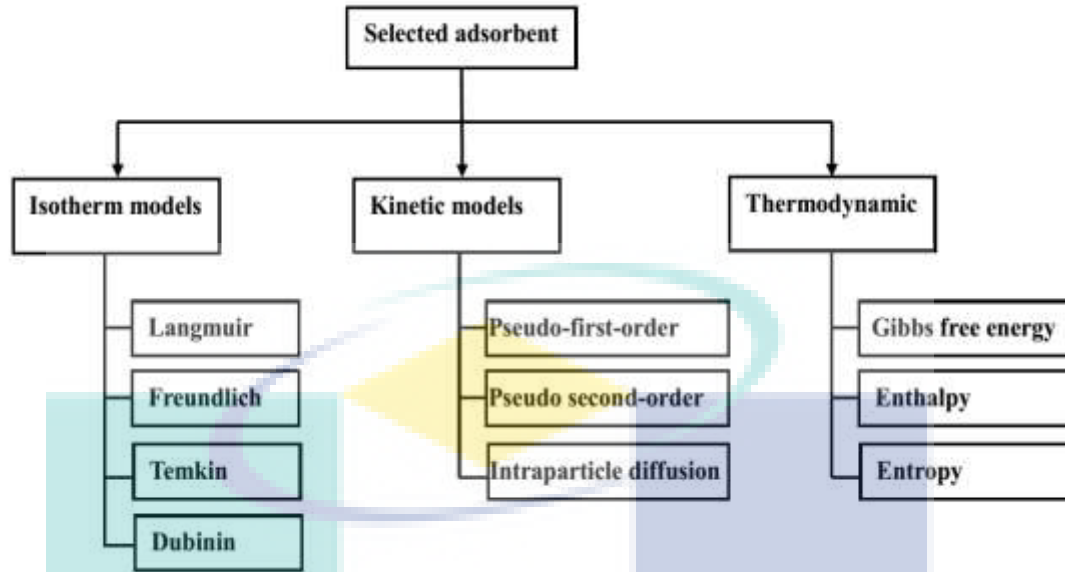 Selected adsorbent
Isotherm models
Kinetic models
Thermodynamic
Langmuir
Freundlich
Temkin
Dubinin
Pseudo-first-order
Pseudo second-order
Intraparticle diffusion
Gibbs free energy
Enthalpy
Entropy